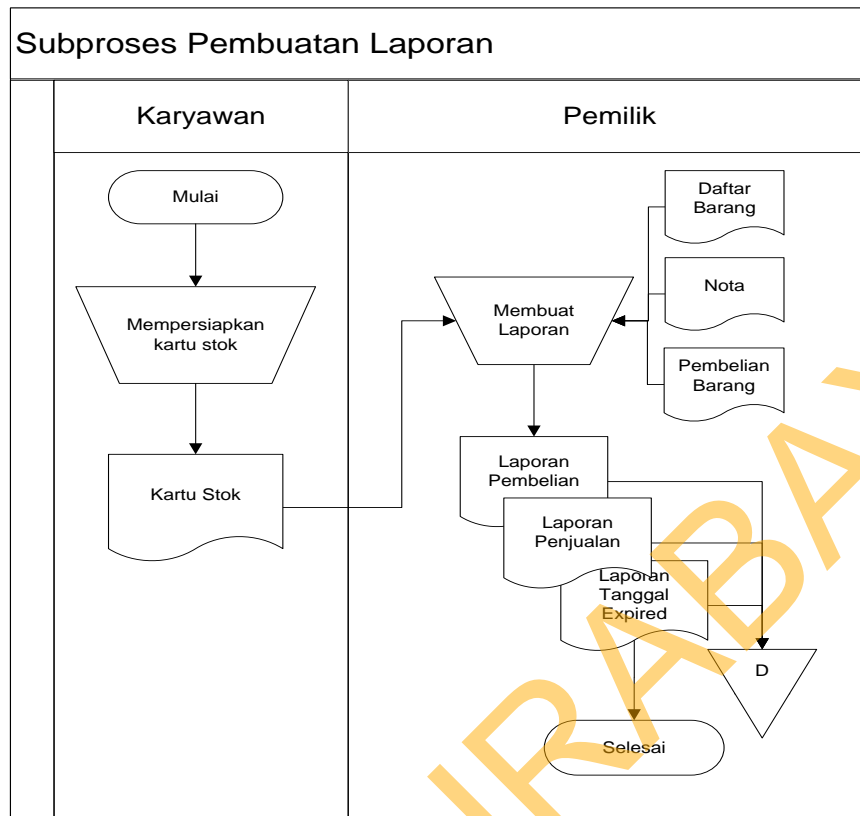 Subproses Pembuatan Laporan
Karyawan
Pemilik
Mulai
Mempersiapkan
kartu stok
Kartu Stok
Daftar
Barang
Nota
Pembelian
Barang
Membuat
Laporan
Laporan
Pembelian
Laporan
Penjualan
Laporan
Tanggal
Expired
D
Selesai